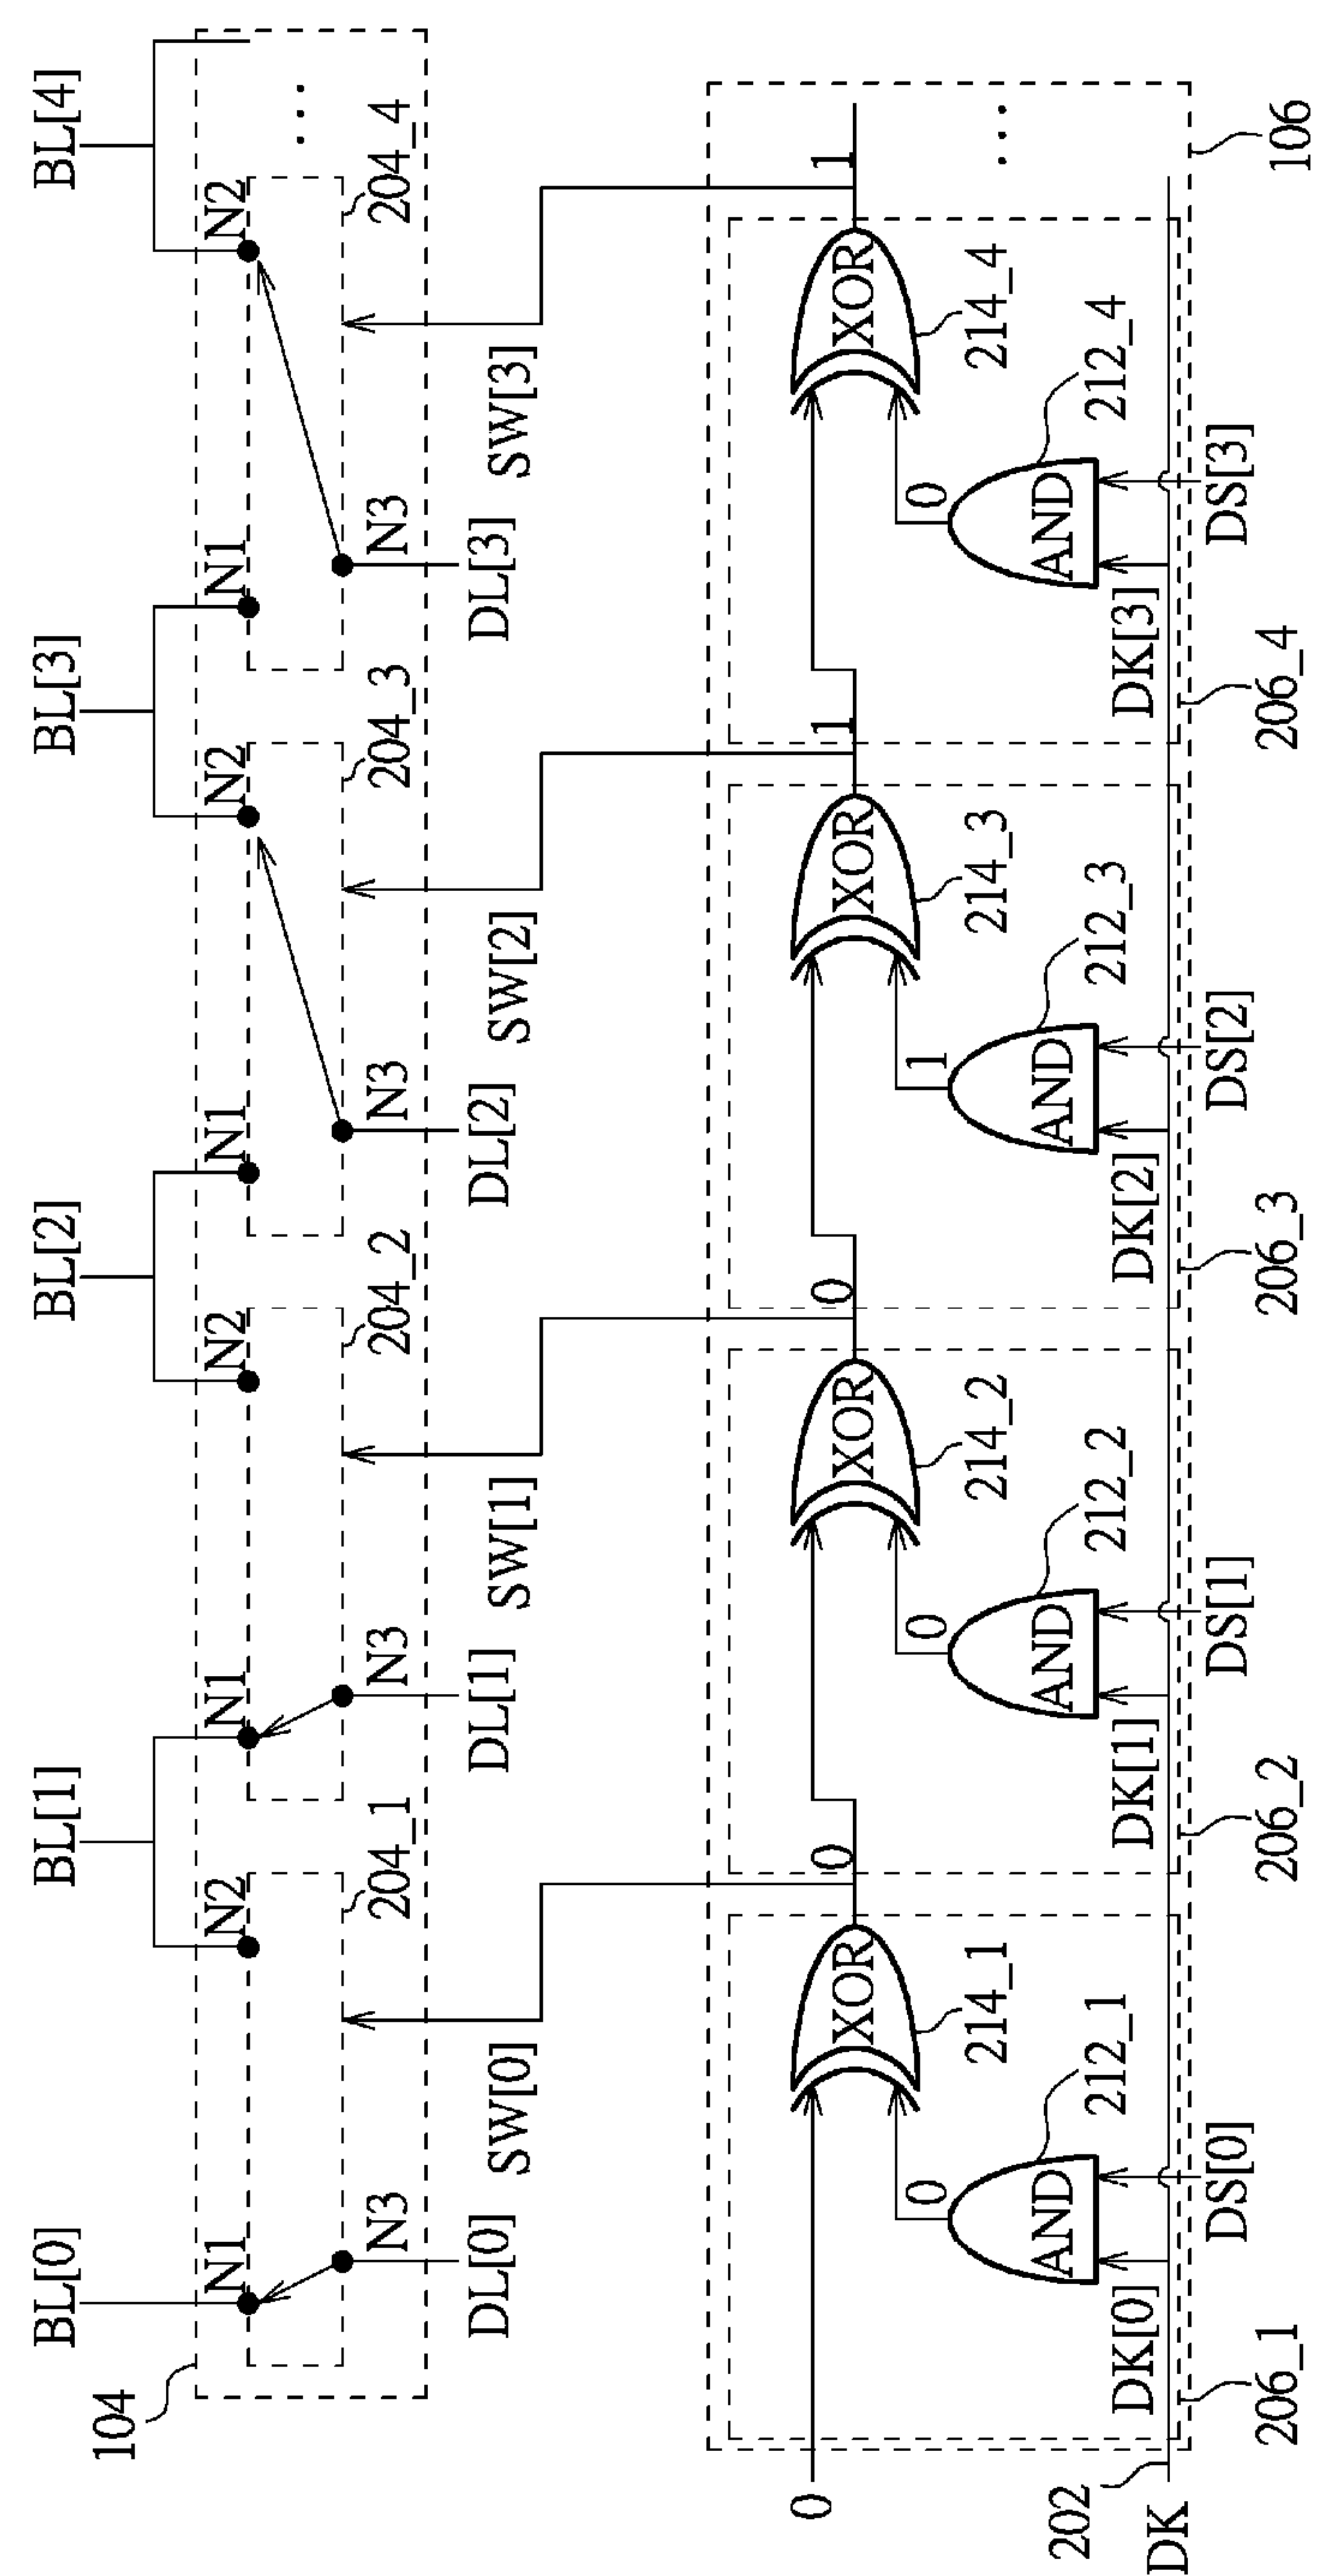 BL[0] BL[1] BL[2] BL[3] BL[4]
104
N1 N2 N1 N2 N1 N2 N1 N2
...
N3 204_1 N3 204_2 N3 204_3 N3 204_4
DL[0] SW[0] DL[1] SW[1] DL[2] SW[2] DL[3] SW[3]
0 0 0 1 1
XOR XOR XOR XOR
0 0 1 0
214_1 214_2 214_3 214_4
...
AND AND AND AND
212_1 212_2 212_3 212_4
202
DK[0] DK[1] DK[2] DK[3]
DK
DS[0] DS[1] DS[2] DS[3]
206_1 206_2 206_3 206_4 106